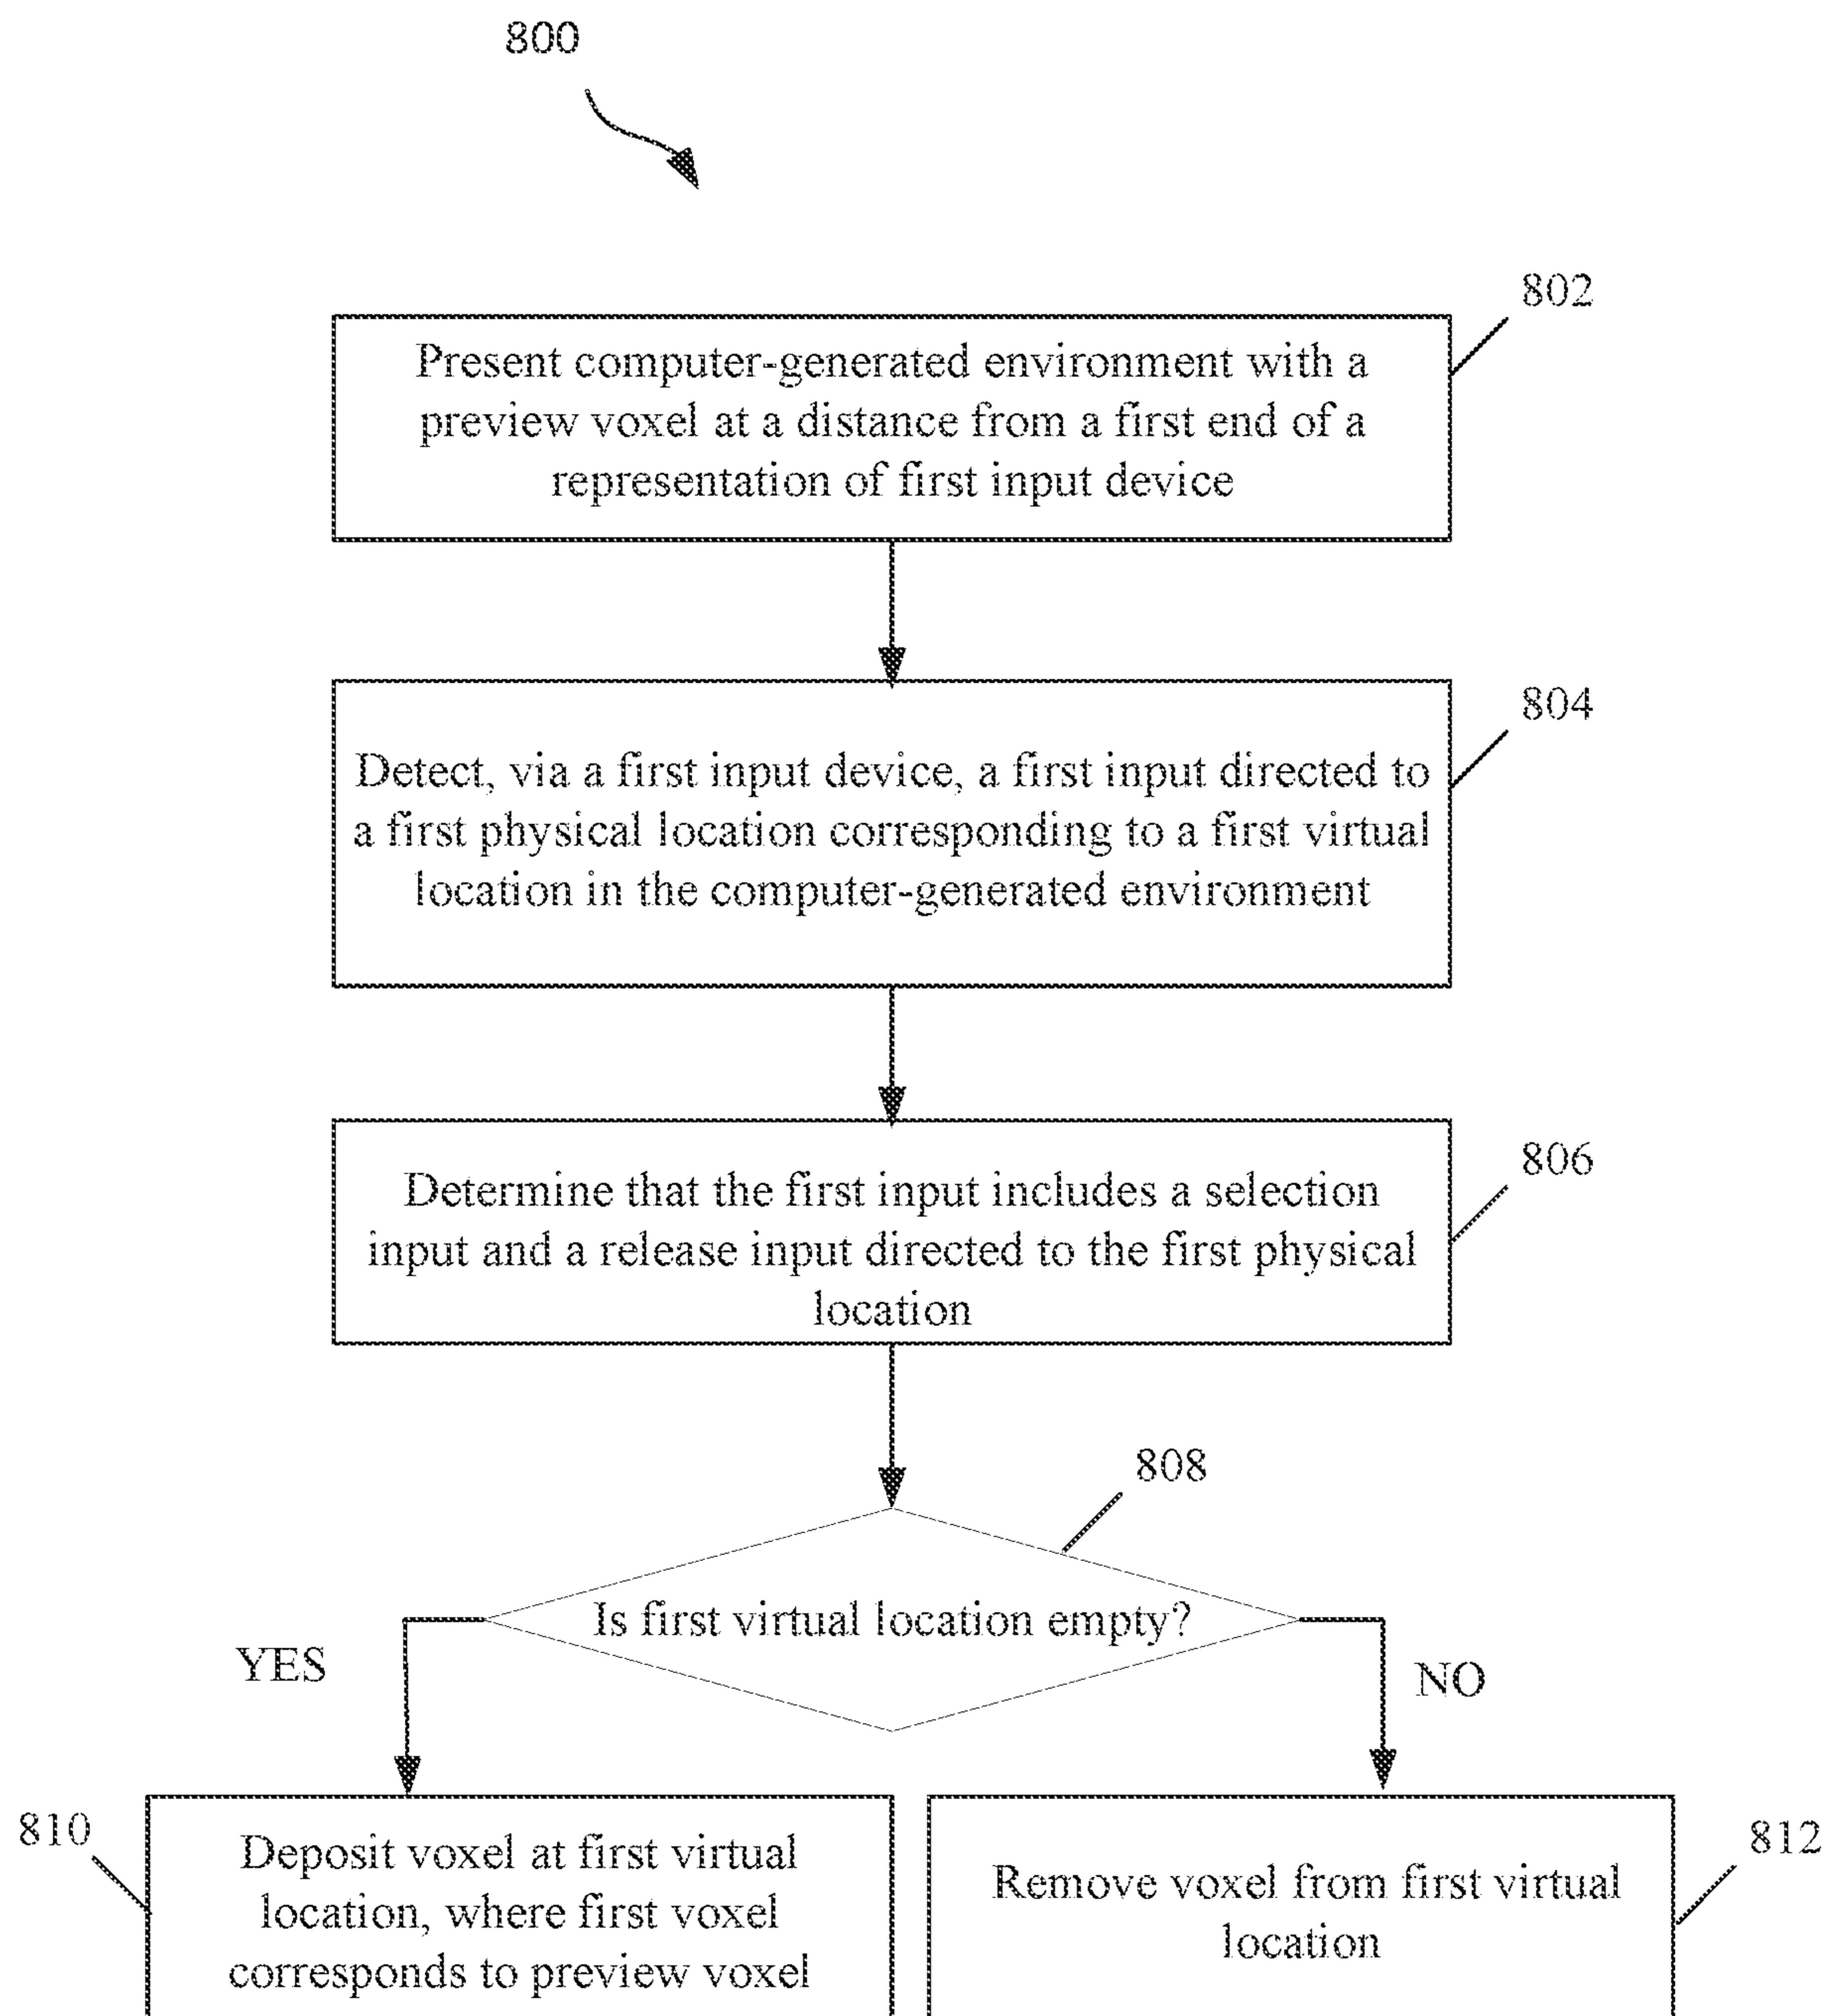 800
802
Present computer-generated environment with a
preview voxel at a distance from a first end of a
representation of first input device
804
Detect, via a first input device, a first input directed to
a first physical location corresponding to a first virtual
location in the computer-generated environment
806
Determine that the first input includes a selection
input and a release input directed to the first physical
location
808
Is first virtual location empty?
YES
NO
810
Deposit voxel at first virtual
location, where first voxel
corresponds to preview voxel
812
Remove voxel from first virtual
location